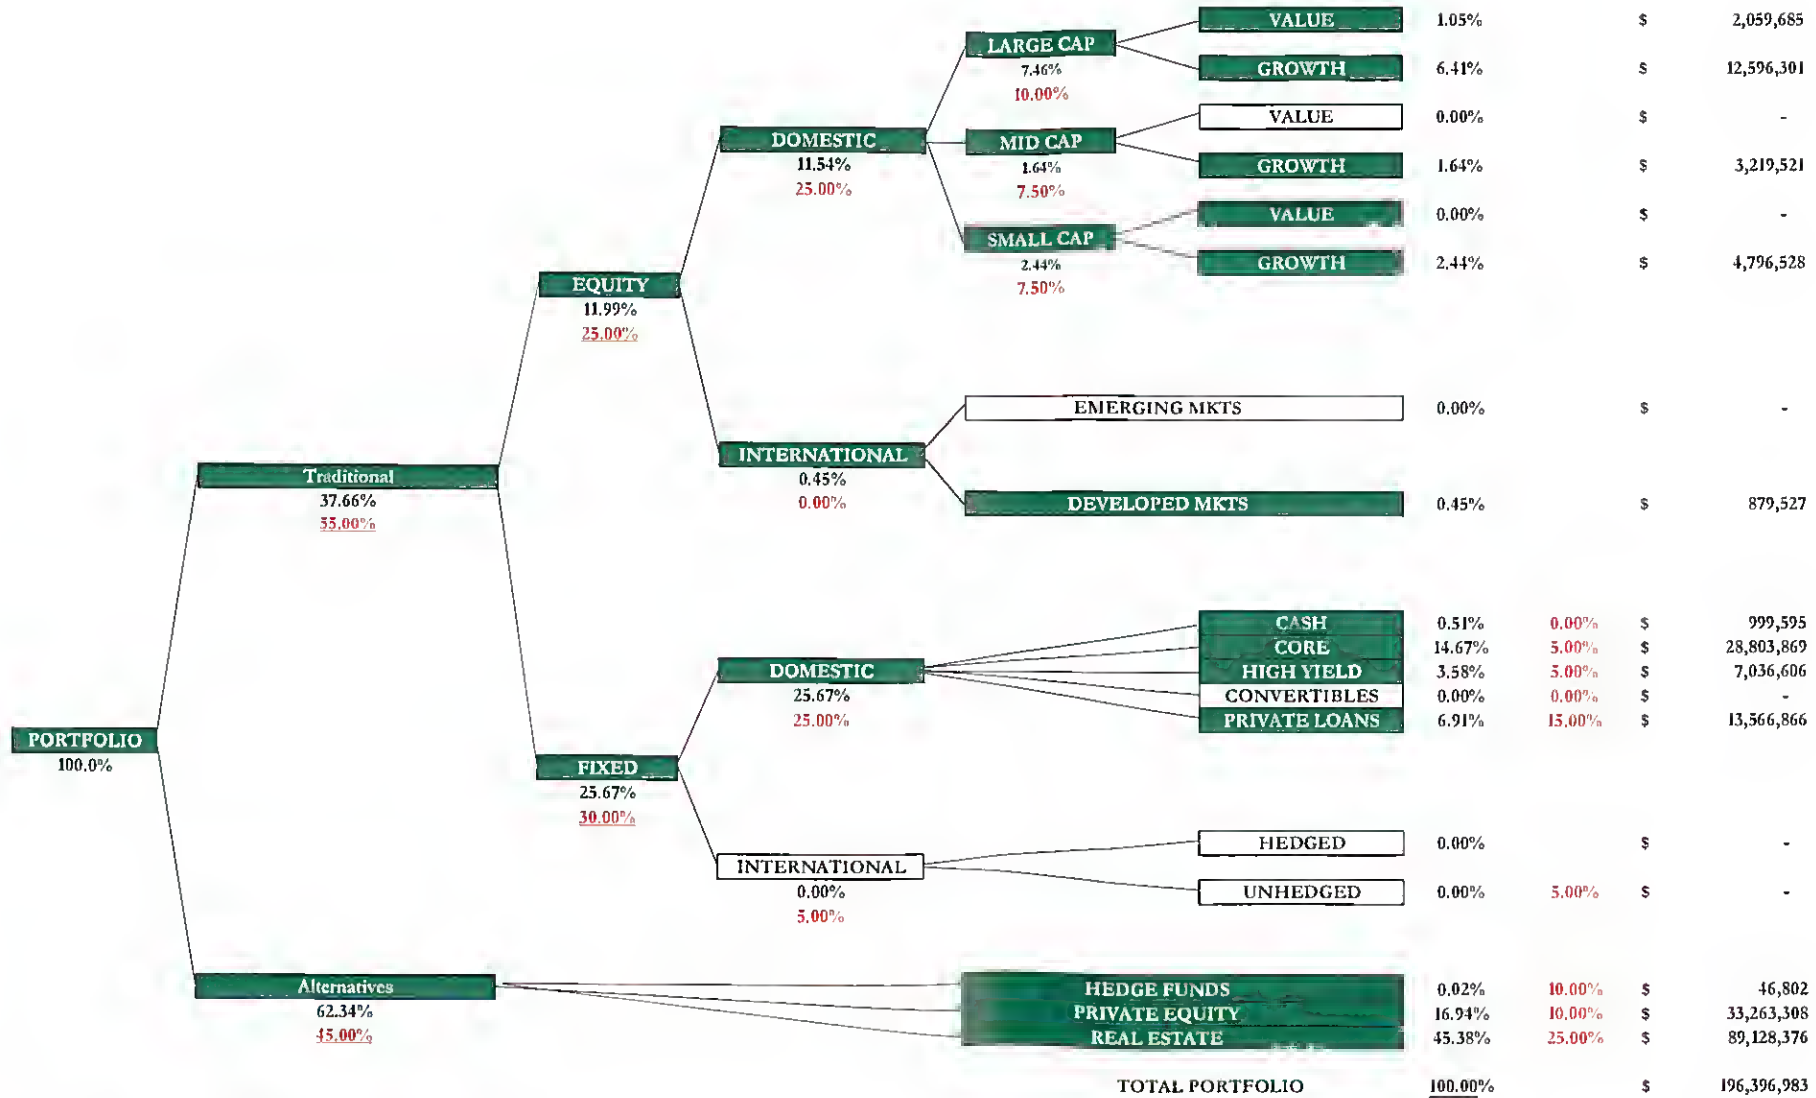 VALUE 1.05% $ 2,059,685
LARGE CAP
7.46%
10.00%
GROWTH 6.41% $ 12,596,301
VALUE 0.00% $ -
DOMESTIC
11.54%
25.00%
MID CAP
1.64%
7.50%
GROWTH 1.64% $ 3,219,521
VALUE 0.00% $ -
SMALL CAP
2.44%
7.50%
GROWTH 2.44% $ 4,796,528
EQUITY
11.99%
25.00%
EMERGING MKTS 0.00% $ -
INTERNATIONAL
0.45%
0.00%
Traditional
37.66%
55.00%
DEVELOPED MKTS 0.45% $ 879,527
CASH 0.51% 0.00% $ 999,595
CORE 14.67% 5.00% $ 28,803,869
DOMESTIC
25.67%
25.00%
HIGH YIELD 3.58% 5.00% $ 7,036,606
CONVERTIBLES 0.00% 0.00% $ -
PRIVATE LOANS 6.91% 15.00% $ 13,566,866
PORTFOLIO
100.0%
FIXED
25.67%
30.00%
HEDGED 0.00% $ -
INTERNATIONAL
0.00%
5.00%
UNHEDGED 0.00% 5.00% $ -
Alternatives
62.34%
45.00%
HEDGE FUNDS 0.02% 10.00% $ 46,802
PRIVATE EQUITY 16.94% 10.00% $ 33,263,308
REAL ESTATE 45.38% 25.00% $ 89,128,376
TOTAL PORTFOLIO 100.00% $ 196,396,983